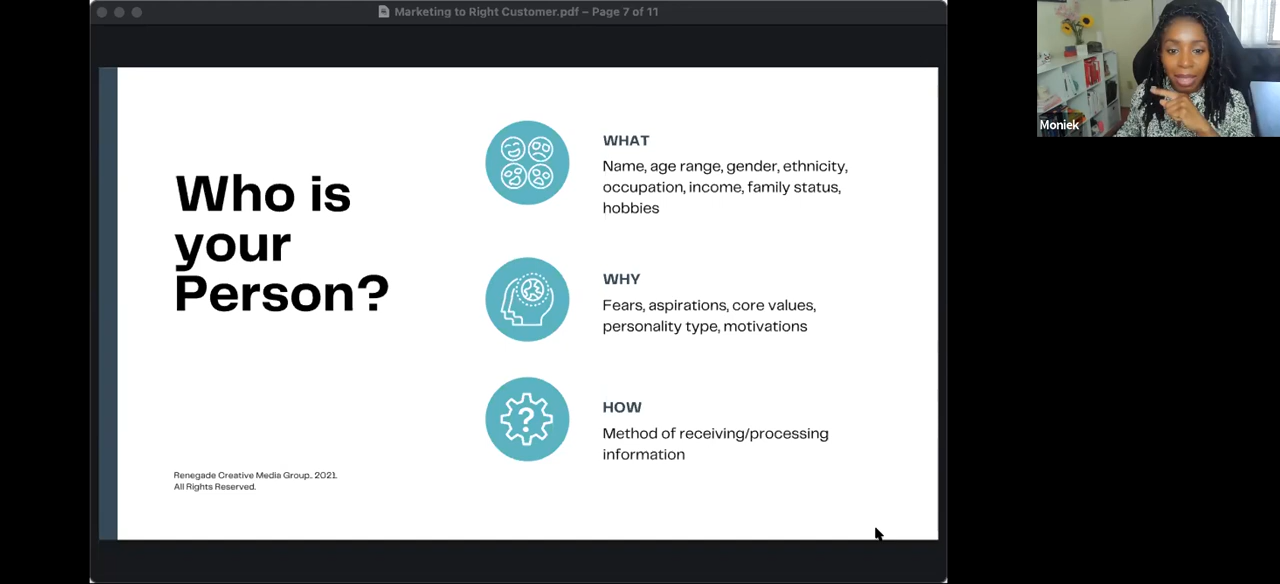 Marketing to Right Customer.pdf – Page 7 of 11
Moniek
Who is
your
Person?
WHAT
Name, age range, gender, ethnicity,
occupation, income, family status,
hobbies
WHY
Fears, aspirations, core values,
personality type, motivations
HOW
Method of receiving/processing
information
Renegade Creative Media Group.. 2021.
All Rights Reserved.